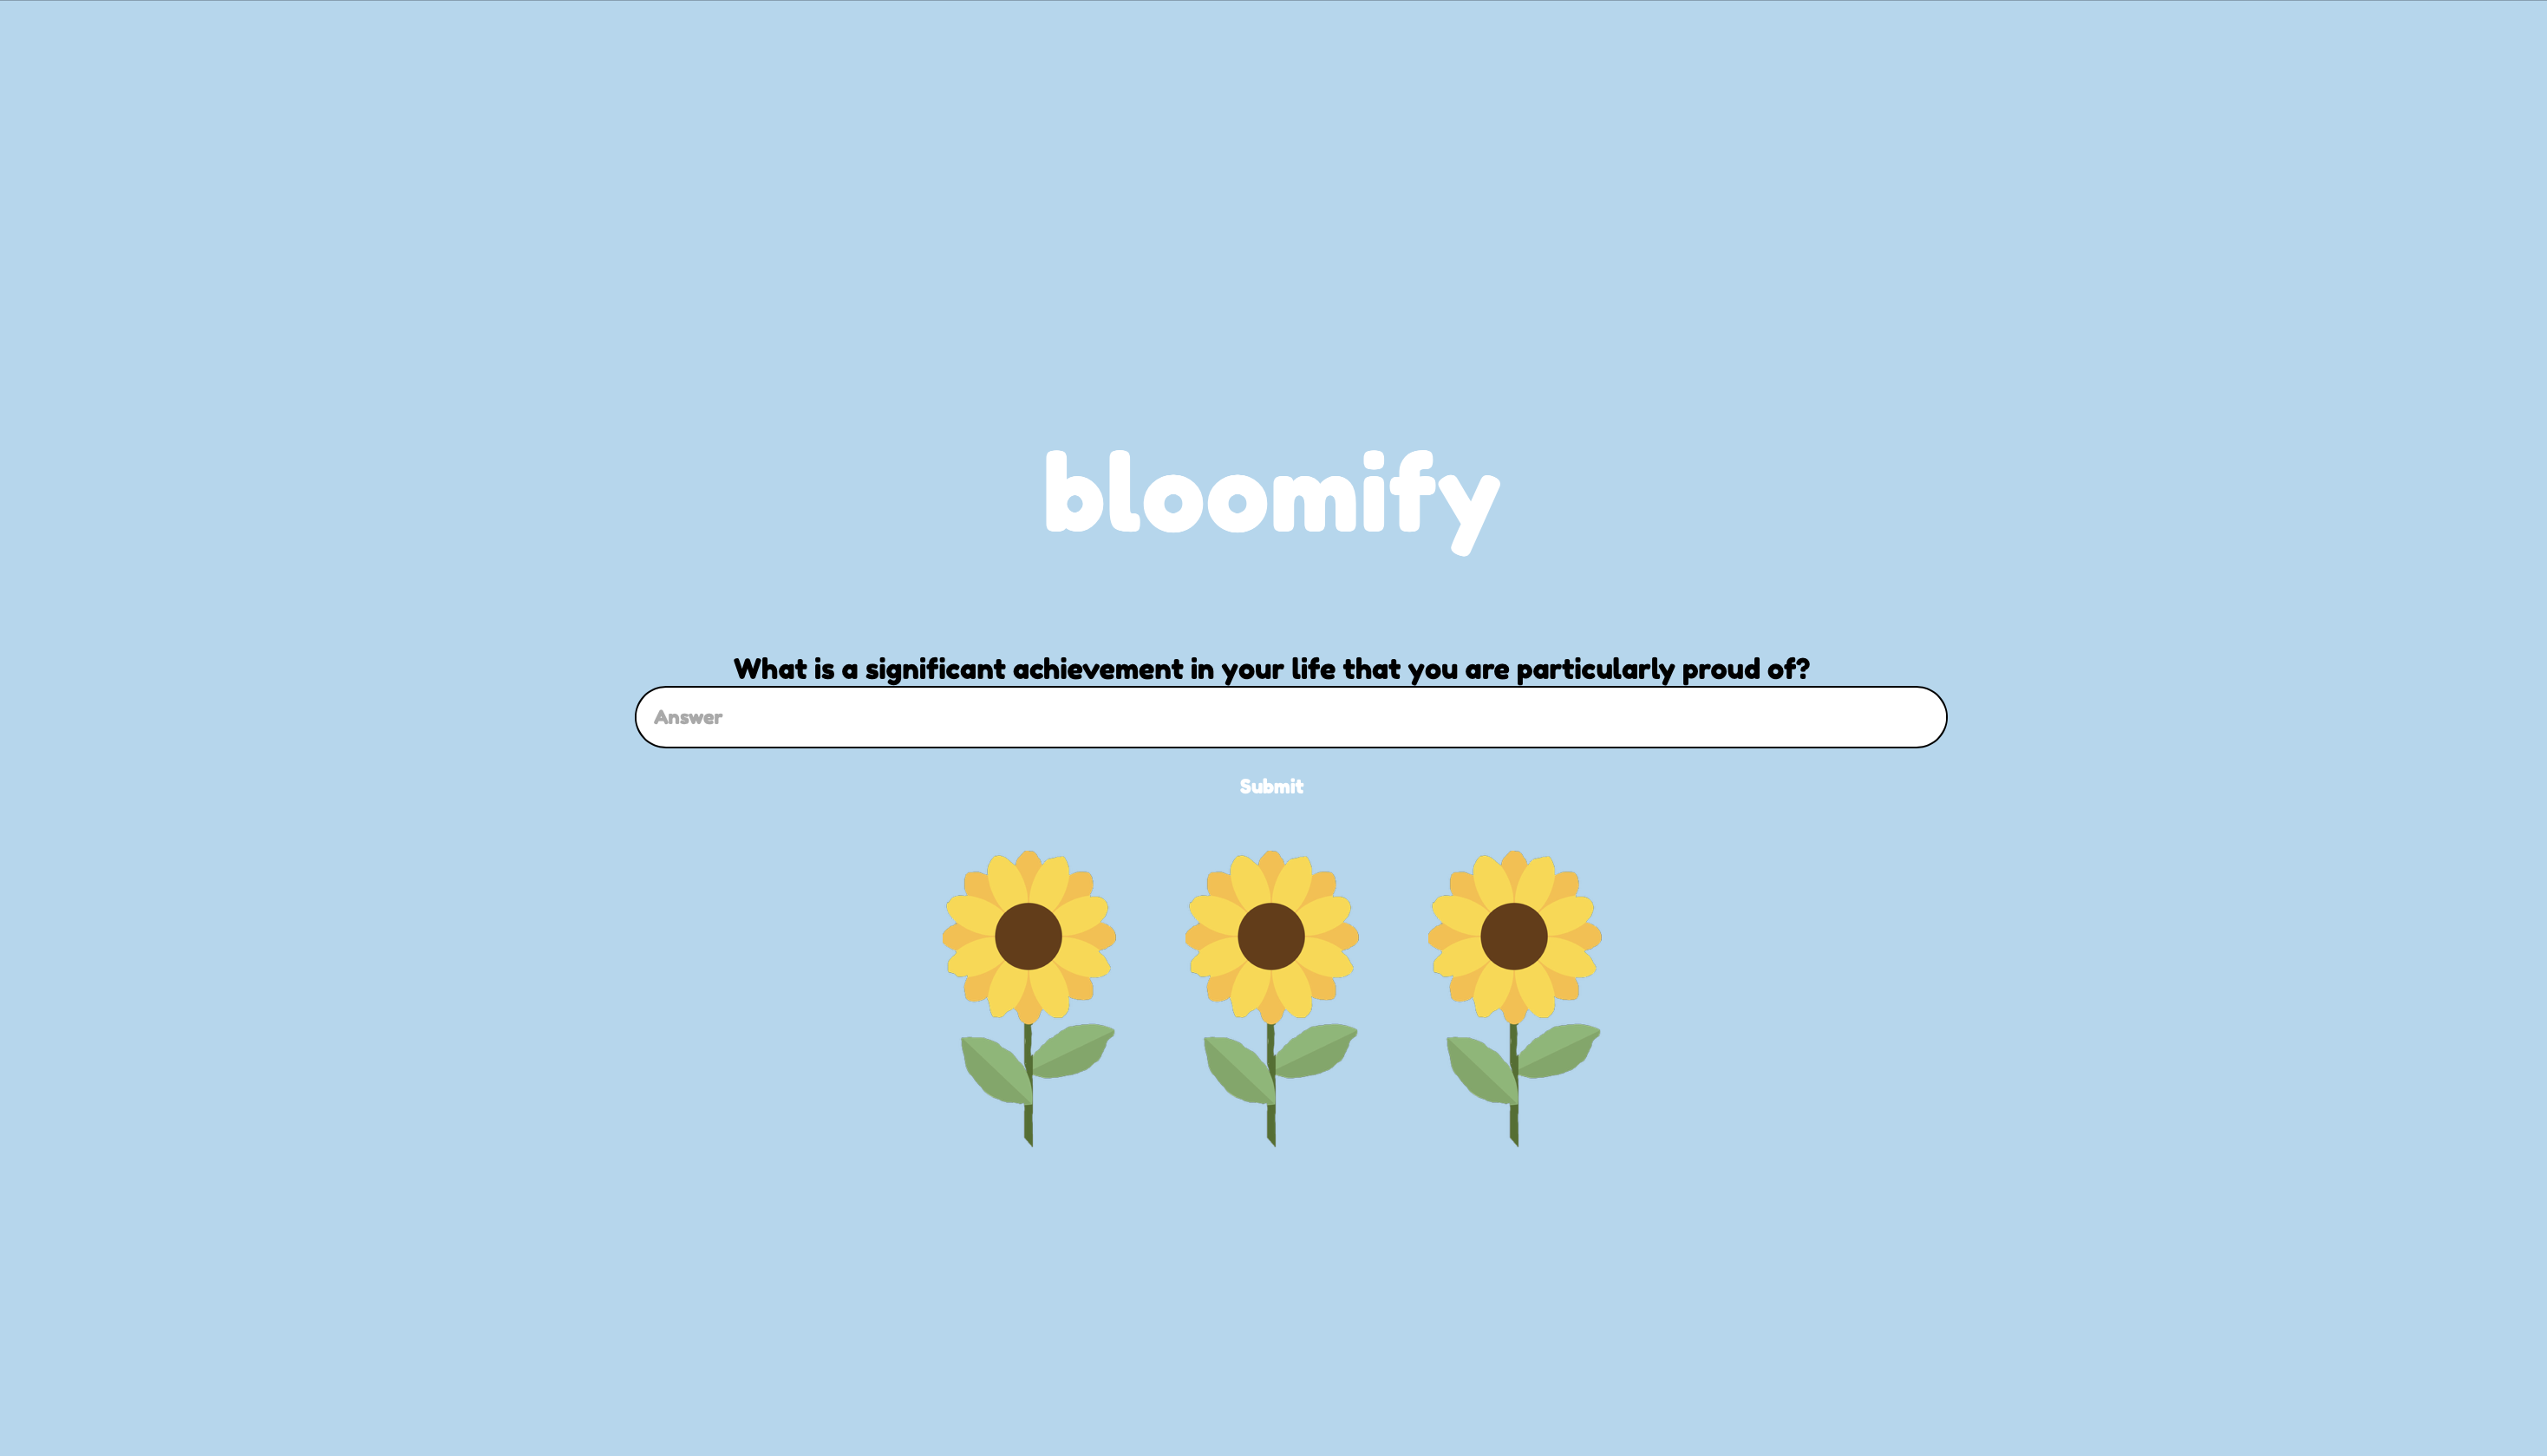 bloomify
What is a significant achievement in your life that you are particularly proud of?
Answer
Submit